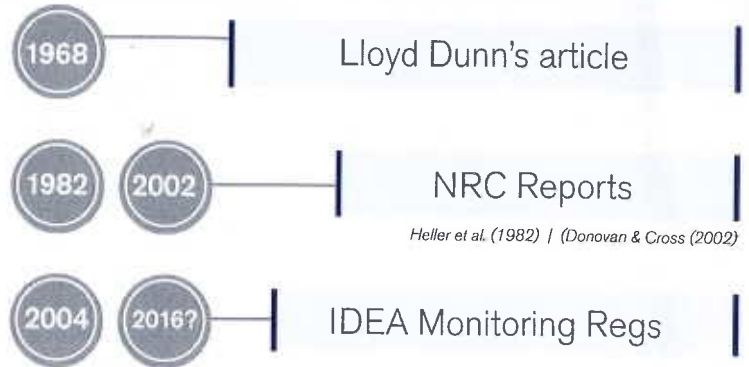 1968
Lloyd Dunn's article
1982 2002
NRC Reports
Heller et al. (1982) | (Donovan & Cross (2002)
2004 2016?
IDEA Monitoring Regs